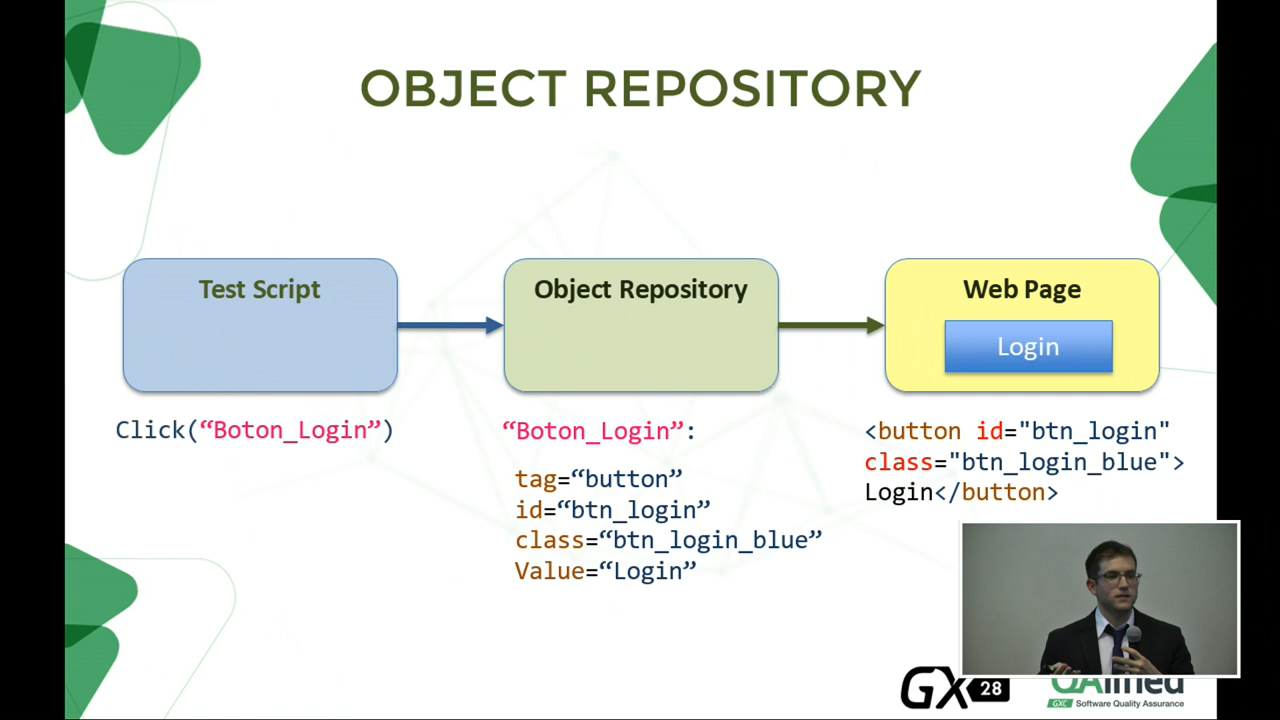 OBJECT REPOSITORY
Test Script
Object Repository
Web Page
Login
Click(“Boton_Login”)
“Boton_Login”:
tag=“button”
id=“btn_login”
class=“btn_login_blue”
Value=“Login”
<button id="btn_login"
class="btn_login_blue">
Login</button>
GX 28
GXC Software Quality Assurance